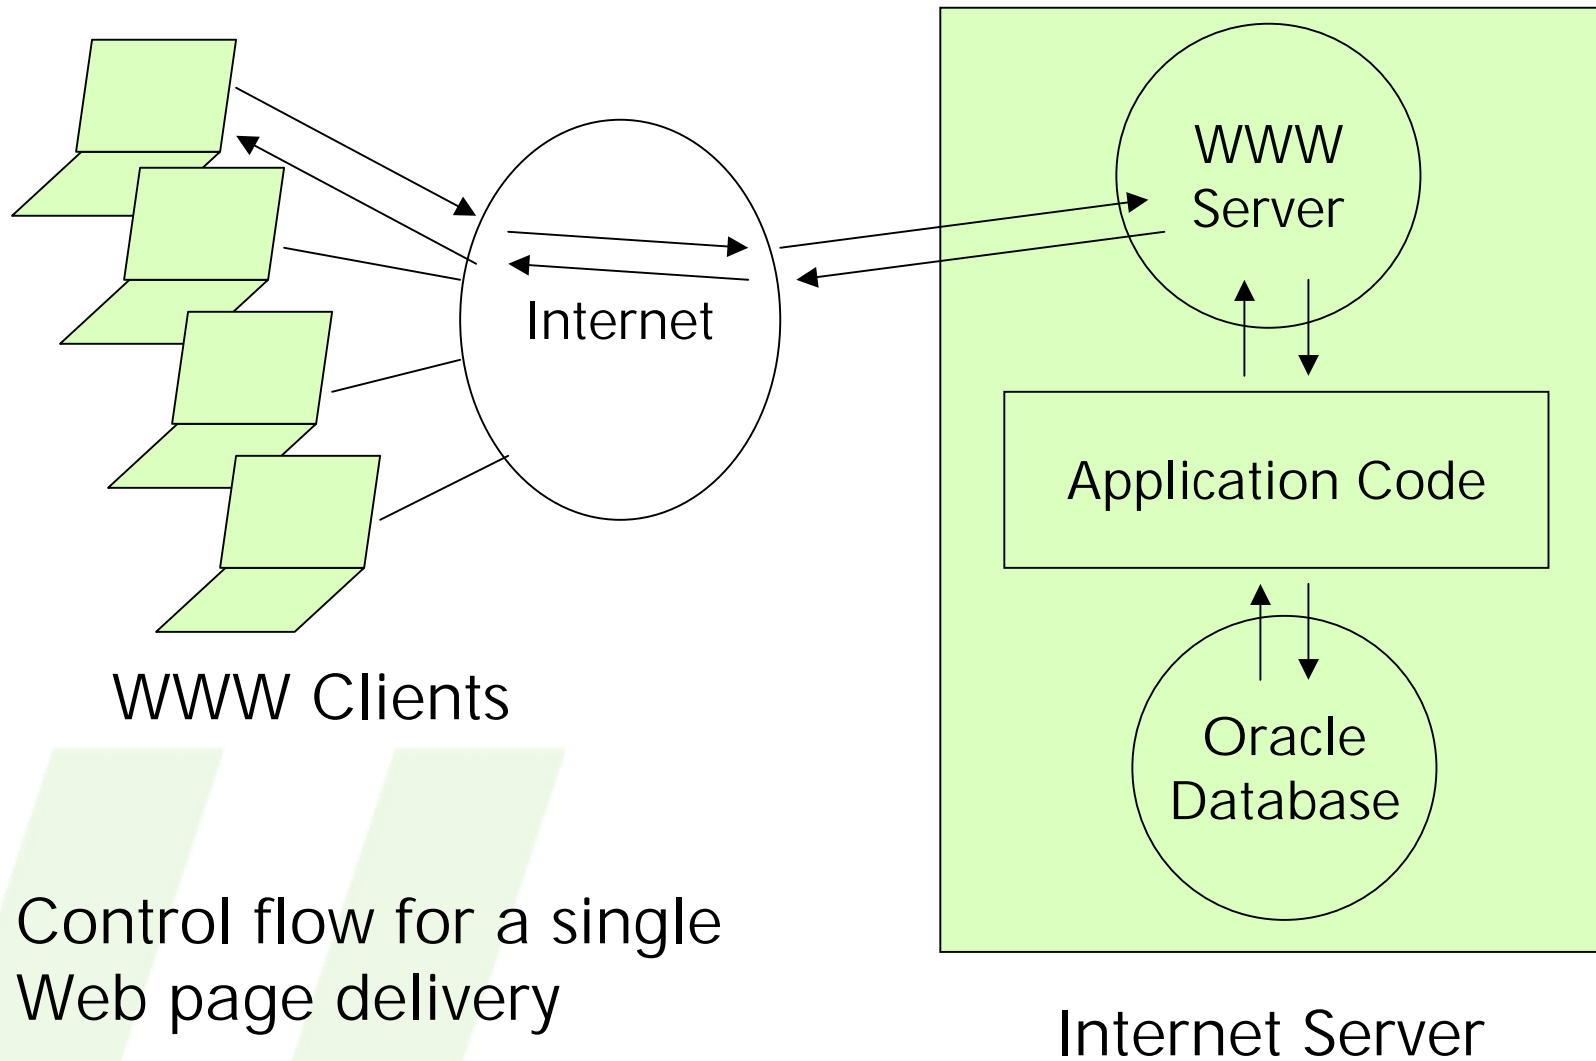 WWW
Server
Internet
Application Code
WWW Clients
Oracle
Database
Control flow for a single
Web page delivery
Internet Server